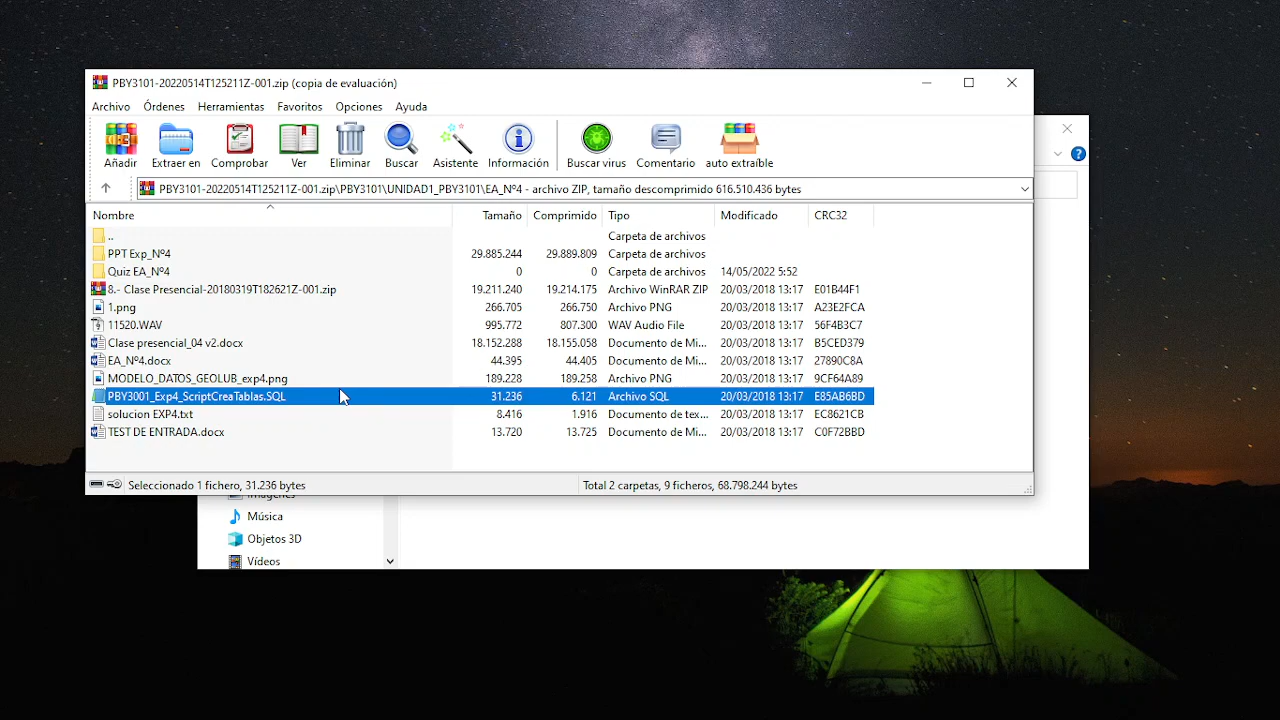 PBY3101-20220514T125211Z-001.zip (copia de evaluación)
Archivo Órdenes Herramientas Favoritos Opciones Ayuda
Añadir Extraer en Comprobar Ver Eliminar Buscar Asistente Información Buscar virus Comentario auto extraíble
PBY3101-20220514T125211Z-001.zip\PBY3101\UNIDAD1_PBY3101\EA_Nº4 - archivo ZIP, tamaño descomprimido 616.510.436 bytes
Nombre Tamaño Comprimido Tipo Modificado CRC32
.. Carpeta de archivos
PPT Exp_Nº4 29.885.244 29.889.809 Carpeta de archivos
Quiz EA_Nº4 0 0 Carpeta de archivos 14/05/2022 5:52
8.- Clase Presencial-20180319T182621Z-001.zip 19.211.240 19.214.175 Archivo WinRAR ZIP 20/03/2018 13:17 E01B44F1
1.png 266.705 266.750 Archivo PNG 20/03/2018 13:17 A23E2FCA
11520.WAV 995.772 807.300 WAV Audio File 20/03/2018 13:17 56F4B3C7
Clase presencial_04 v2.docx 18.152.288 18.155.058 Documento de Mi... 20/03/2018 13:17 B5CED379
EA_Nº4.docx 44.395 44.405 Documento de Mi... 20/03/2018 13:17 27890C8A
MODELO_DATOS_GEOLUB_exp4.png 189.228 189.258 Archivo PNG 20/03/2018 13:17 9CF64A89
PBY3001_Exp4_ScriptCreaTablas.SQL 31.236 6.121 Archivo SQL 20/03/2018 13:17 E85AB6BD
solucion EXP4.txt 8.416 1.916 Documento de tex... 20/03/2018 13:17 EC8621CB
TEST DE ENTRADA.docx 13.720 13.725 Documento de Mi... 20/03/2018 13:17 C0F72BBD
Seleccionado 1 fichero, 31.236 bytes Total 2 carpetas, 9 ficheros, 68.798.244 bytes
Imágenes
Música
Objetos 3D
Vídeos